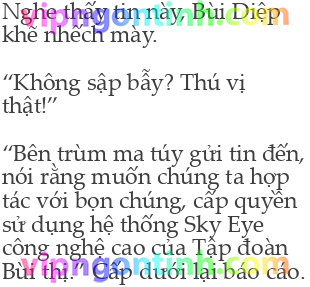 Nghe thấy tin này, Bùi Diệp
vipngontinh.com
khẽ nhếch mày.
“Không sập bẫy? Thú vị
thật!”
“Bên trùm ma túy gửi tin đến,
nói rằng muốn chúng ta hợp
tác với bọn chúng, cấp quyền
sử dụng hệ thống Sky Eye
công nghệ cao của Tập đoàn
Bùi thị.” Cấp dưới lại báo cáo.
vipngontinh.com